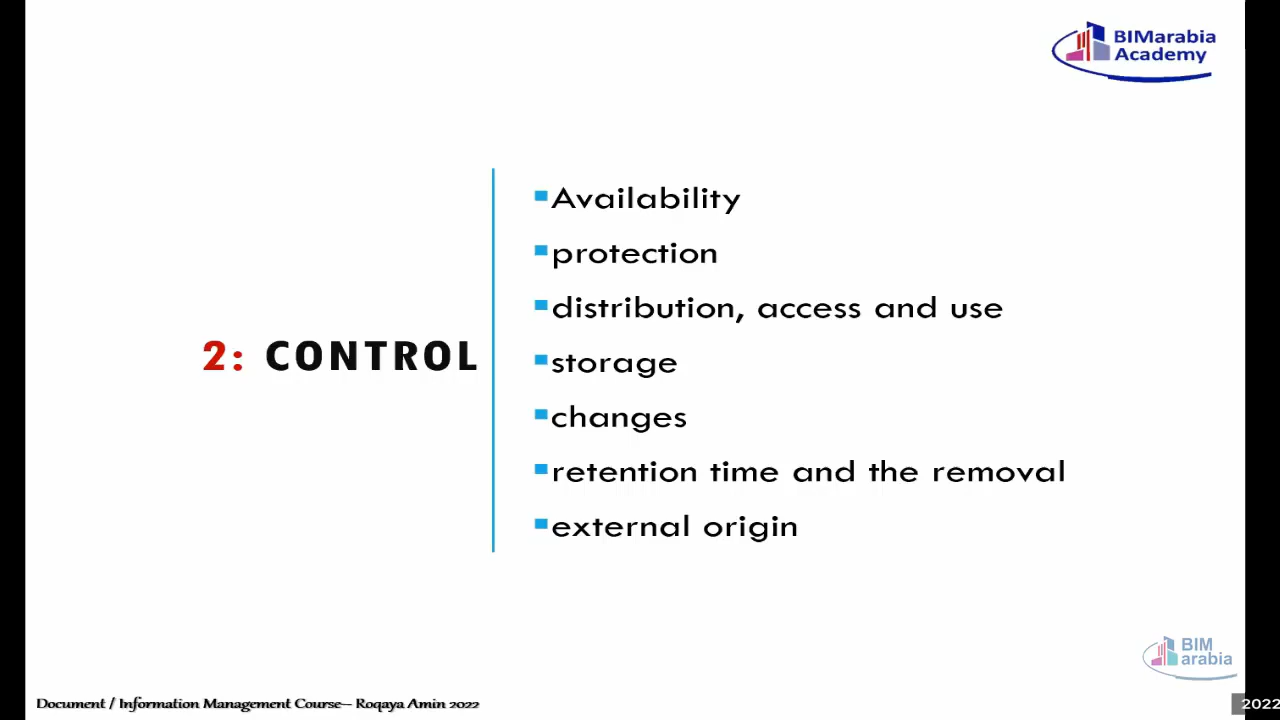 BIMarabia
Academy
2: CONTROL
Availability
protection
distribution, access and use
storage
changes
retention time and the removal
external origin
BIM
arabia
Document / Information Management Course-- Roqaya Amin 2022
2022